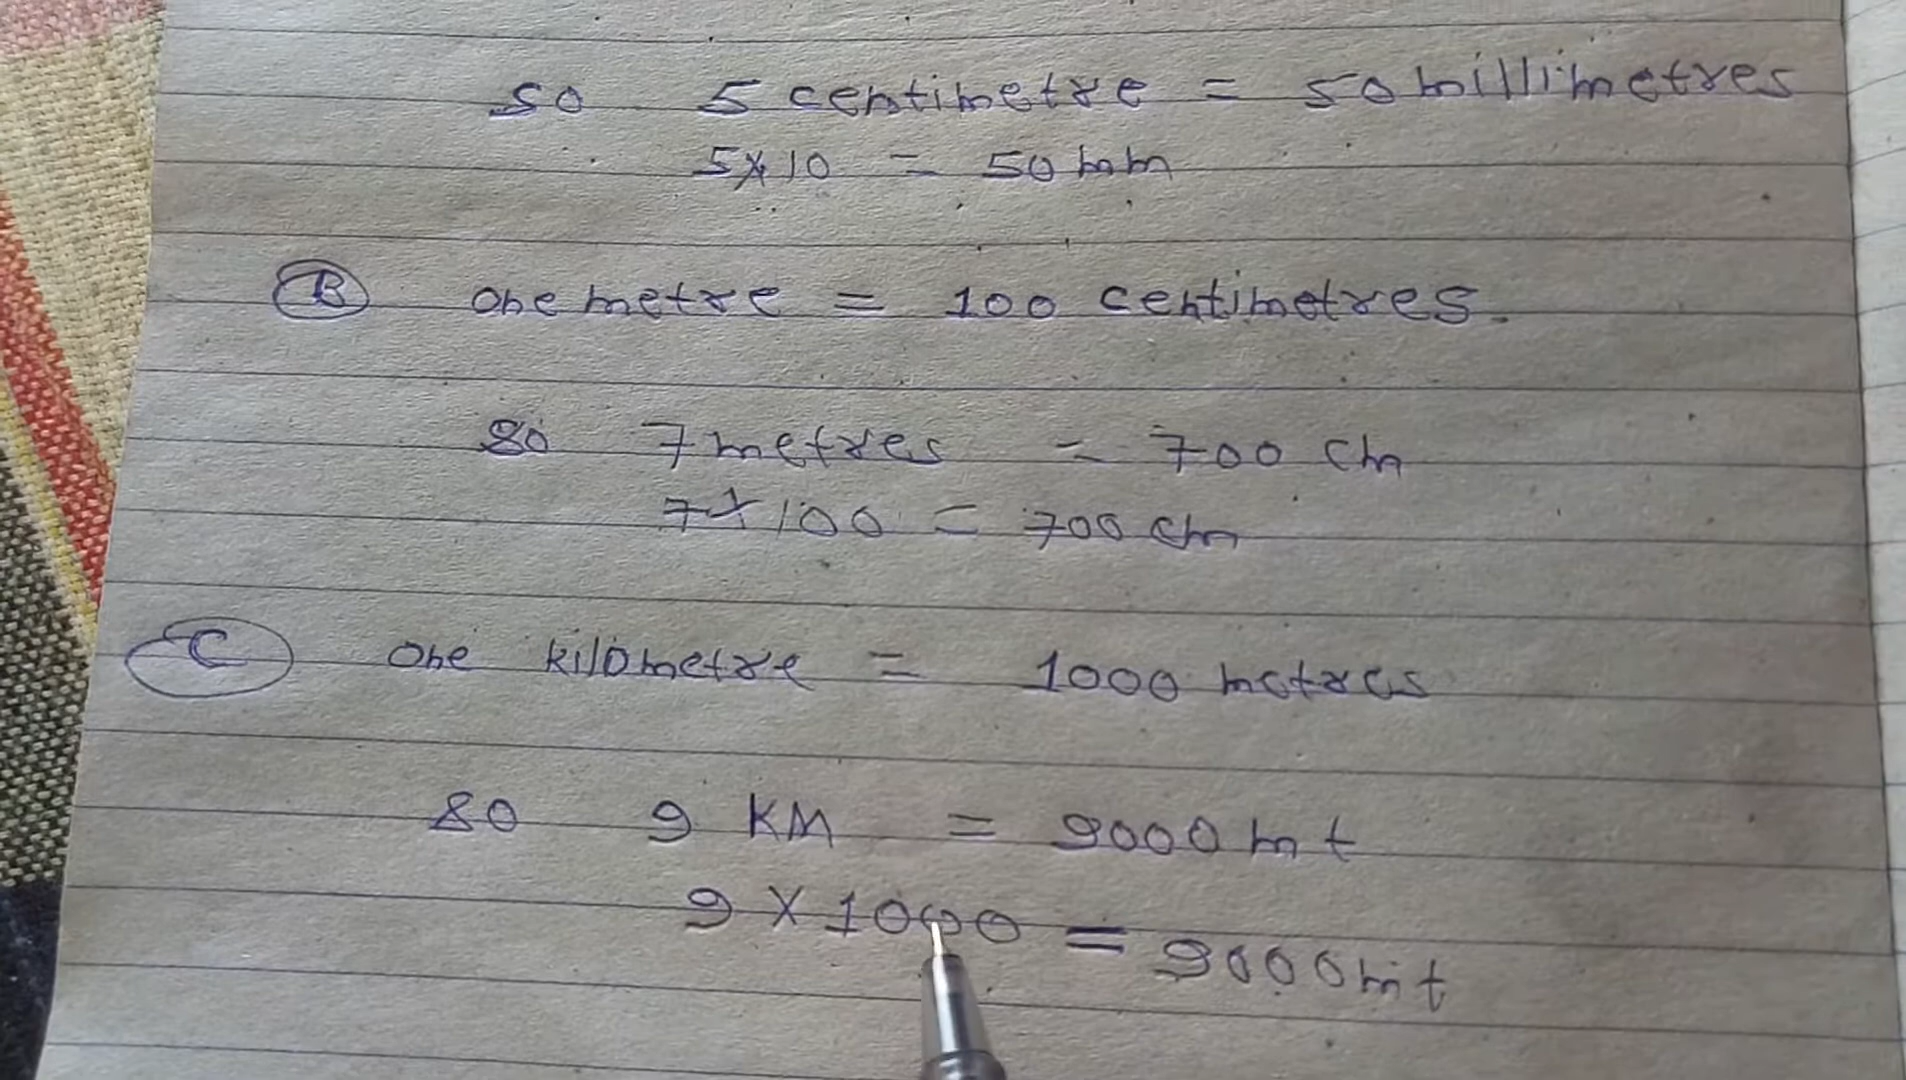 so 5 centimetre = 50 millimetres
5 × 10 = 50 mm
B one metre = 100 centimetres.
so 7 metres = 700 cm
7 × 100 = 700 cm
C one kilometre = 1000 metres
so 9 KM = 9000 mt
9 × 1000 = 9000 mt